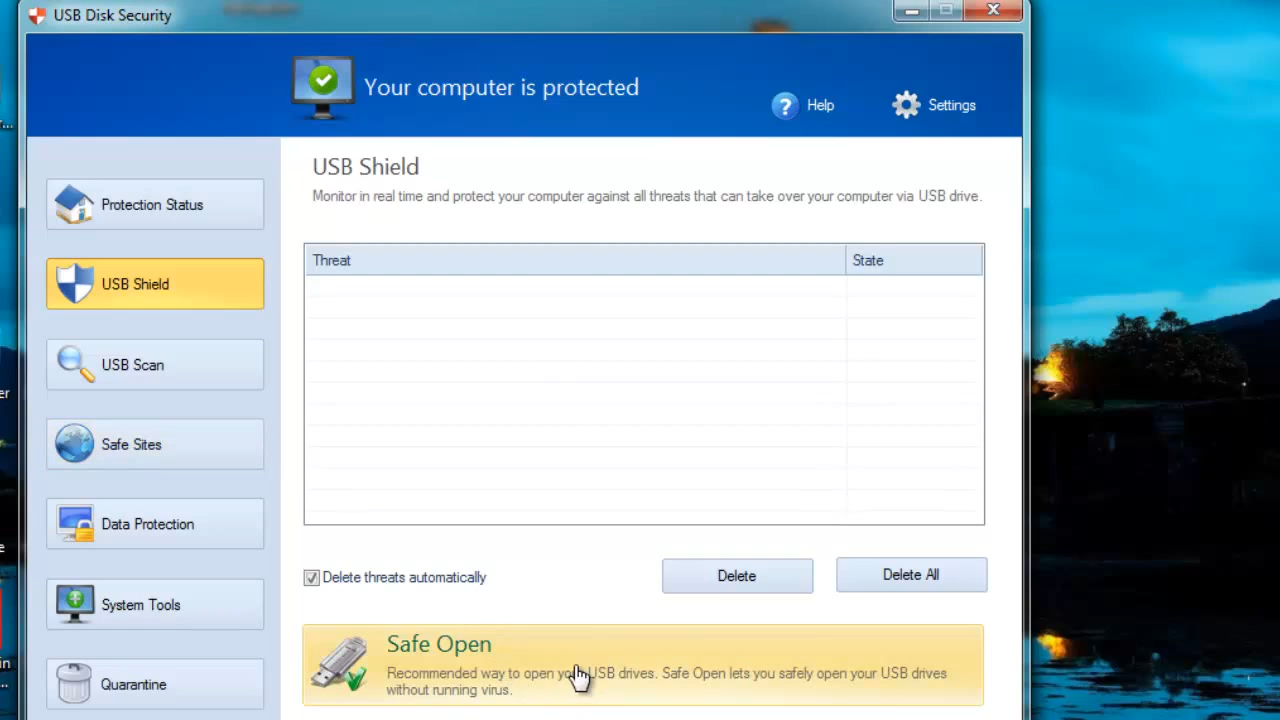 USB Disk Security
Your computer is protected
Help
Settings
USB Shield
Monitor in real time and protect your computer against all threats that can take over your computer via USB drive.
Protection Status
USB Shield
USB Scan
Safe Sites
Data Protection
System Tools
Quarantine
Threat
State
Delete threats automatically
Delete
Delete All
Safe Open
Recommended way to open your USB drives. Safe Open lets you safely open your USB drives
without running virus.